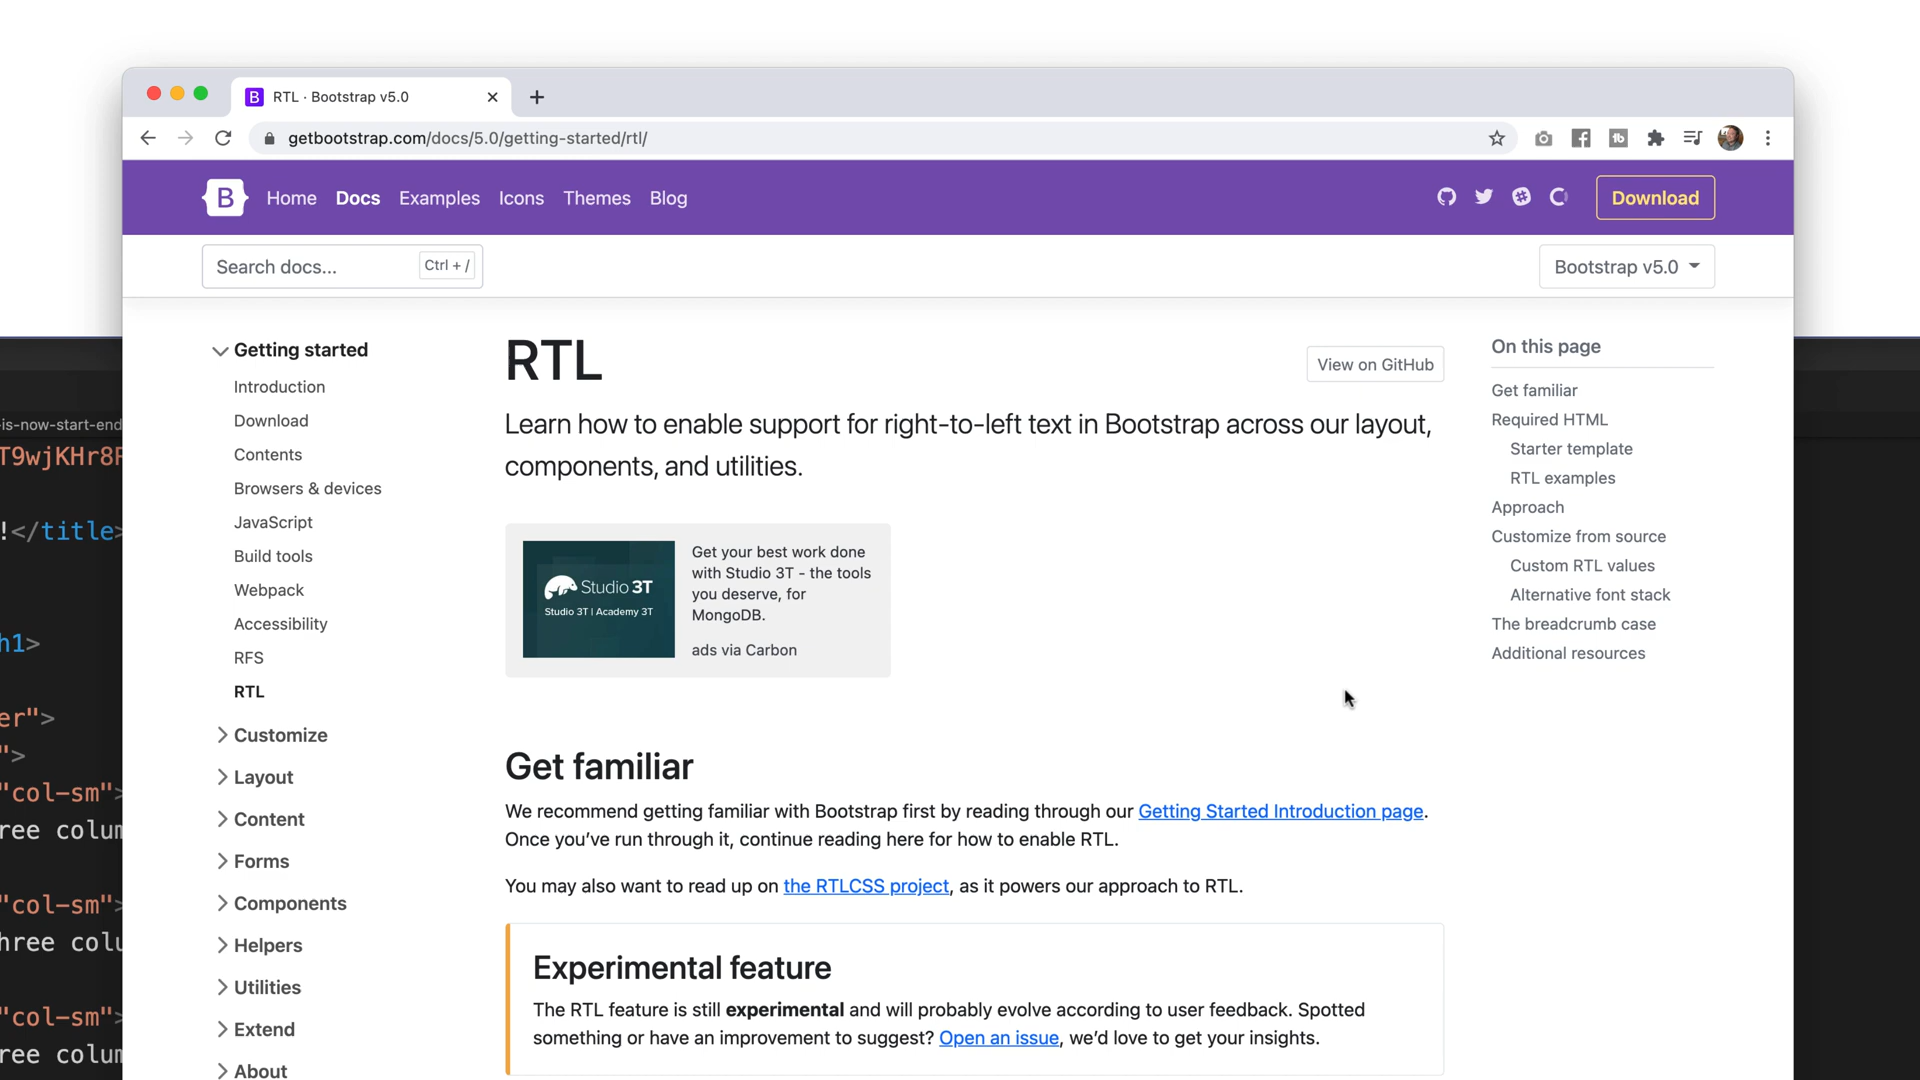 RTL · Bootstrap v5.0
getbootstrap.com/docs/5.0/getting-started/rtl/
B Home Docs Examples Icons Themes Blog
Download
Search docs... Ctrl + /
Bootstrap v5.0
Getting started
Introduction
Download
Contents
Browsers & devices
JavaScript
Build tools
Webpack
Accessibility
RFS
RTL
Customize
Layout
Content
Forms
Components
Helpers
Utilities
Extend
About
RTL
View on GitHub
Learn how to enable support for right-to-left text in Bootstrap across our layout,
components, and utilities.
Studio 3T
Studio 3T | Academy 3T
Get your best work done
with Studio 3T - the tools
you deserve, for
MongoDB.
ads via Carbon
Get familiar
We recommend getting familiar with Bootstrap first by reading through our Getting Started Introduction page.
Once you’ve run through it, continue reading here for how to enable RTL.
You may also want to read up on the RTLCSS project, as it powers our approach to RTL.
Experimental feature
The RTL feature is still experimental and will probably evolve according to user feedback. Spotted
something or have an improvement to suggest? Open an issue, we’d love to get your insights.
On this page
Get familiar
Required HTML
Starter template
RTL examples
Approach
Customize from source
Custom RTL values
Alternative font stack
The breadcrumb case
Additional resources
-is-now-start-end
T9wjKHr8
!</title>
h1>
er">
">
"col-sm">
ree colum
"col-sm">
hree colu
"col-sm">
ree colum